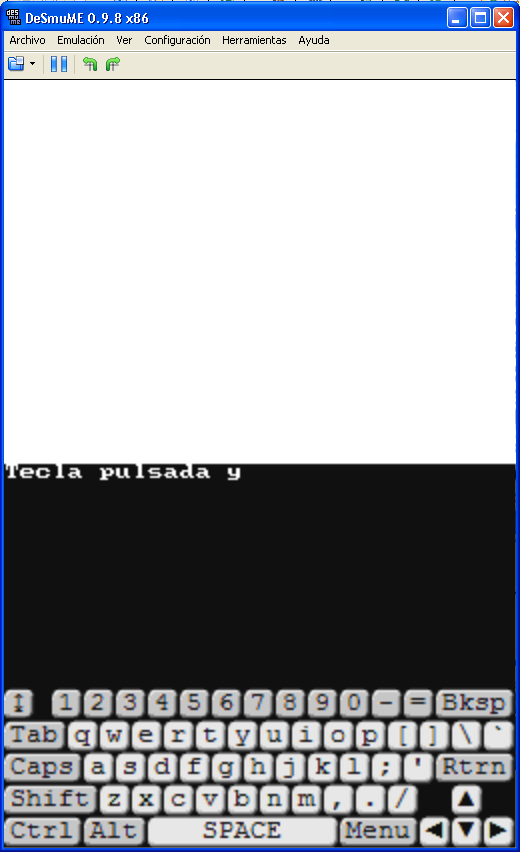 DeSmuME 0.9.8 x86
Archivo Emulación Ver Configuración Herramientas Ayuda
Tecla pulsada y
1 2 3 4 5 6 7 8 9 0 - = Bksp
Tab q w e r t y u i o p [ ] \ `
Caps a s d f g h j k l ; ' Rtrn
Shift z x c v b n m , . / ▲
Ctrl Alt SPACE Menu ◀ ▼ ▶